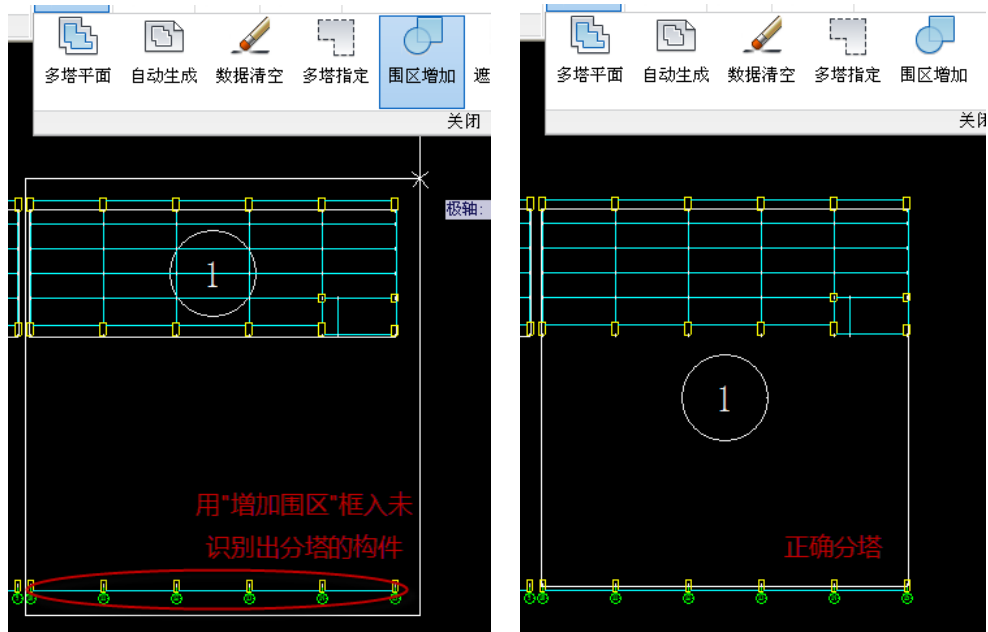 多塔平面 自动生成 数据清空 多塔指定 围区增加 遮
关闭
极轴:
1
用"增加围区"框入未
识别出分塔的构件
多塔平面 自动生成 数据清空 多塔指定 围区增加
关闭
1
正确分塔